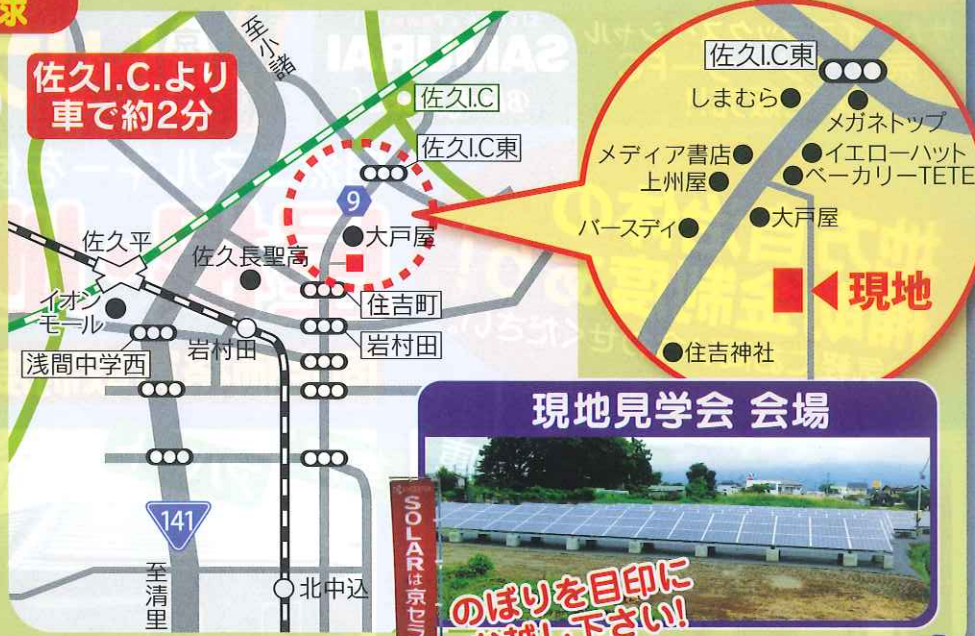 求
佐久I.C.より
車で約2分
至小諸
佐久I.C
佐久I.C東
9
大戸屋
佐久平
佐久長聖高
イオン
モール
住吉町
浅間中学西
岩村田
岩村田
141
至清里
北中込
佐久I.C東
しまむら
メガネトップ
メディア書店
イエローハット
上州屋
ベーカリーTETE
バースディ
大戸屋
現地
住吉神社
現地見学会 会場
SOLARは京セラ
のぼりを目印に
お越し下さい!